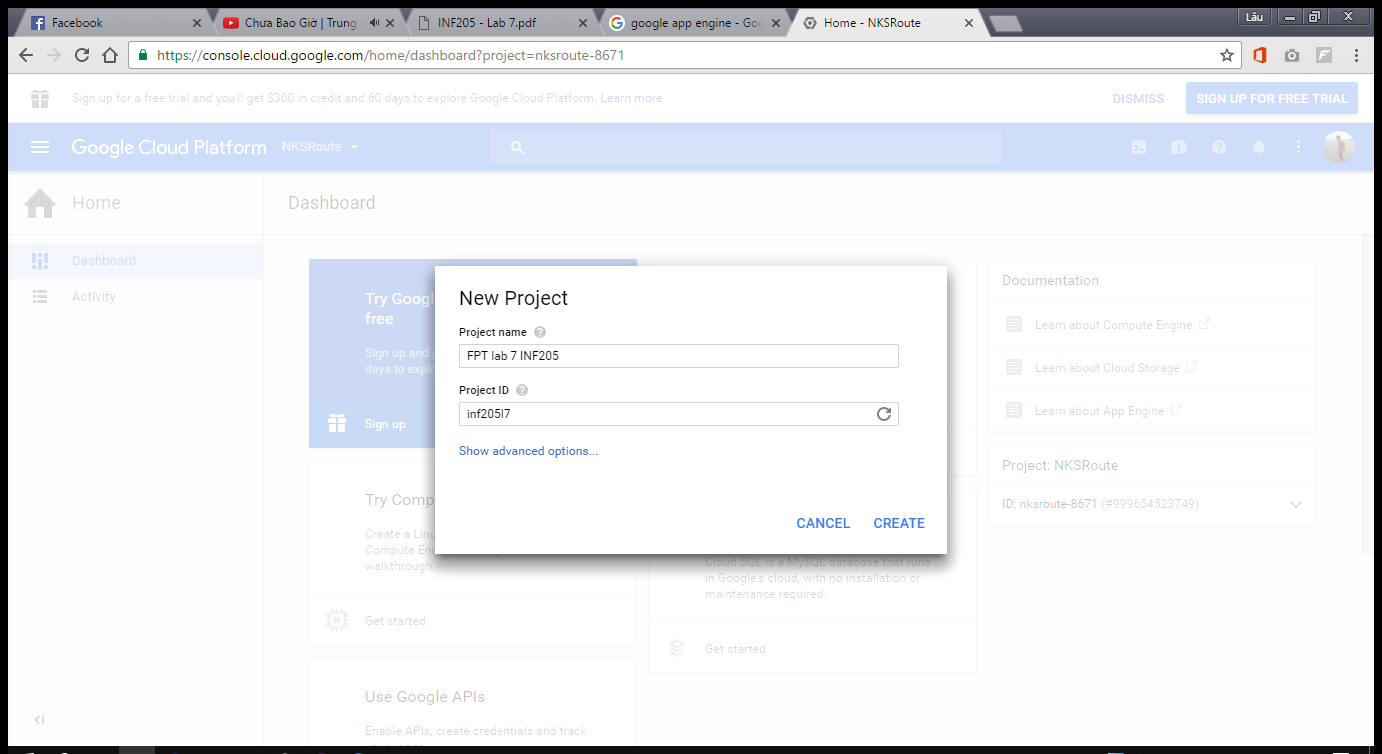 Facebook
Chưa Bao Giờ | Trung
INF205 - Lab 7.pdf
google app engine - Goo
Home - NKSRoute
Lâu
https://console.cloud.google.com/home/dashboard?project=nksroute-8671
Sign up for a free trial and you'll get $300 in credit and 60 days to explore Google Cloud Platform. Learn more
DISMISS
SIGN UP FOR FREE TRIAL
Google Cloud Platform
NKSRoute
Home
Dashboard
Dashboard
Activity
Try Googl
free
Sign up and
days to explo
Sign up
New Project
Project name
FPT lab 7 INF205
Project ID
inf205l7
Show advanced options...
CANCEL
CREATE
Documentation
Learn about Compute Engine
Learn about Cloud Storage
Learn about App Engine
Project: NKSRoute
ID: nksroute-8671 (#999654523749)
Try Comp
Create a Linu
Compute Eng
walkthrough.
Get started
Cloud SQL is a MySQL database that runs
in Google's cloud, with no installation or
maintenance required.
Get started
Use Google APIs
Enable APIs, create credentials and track